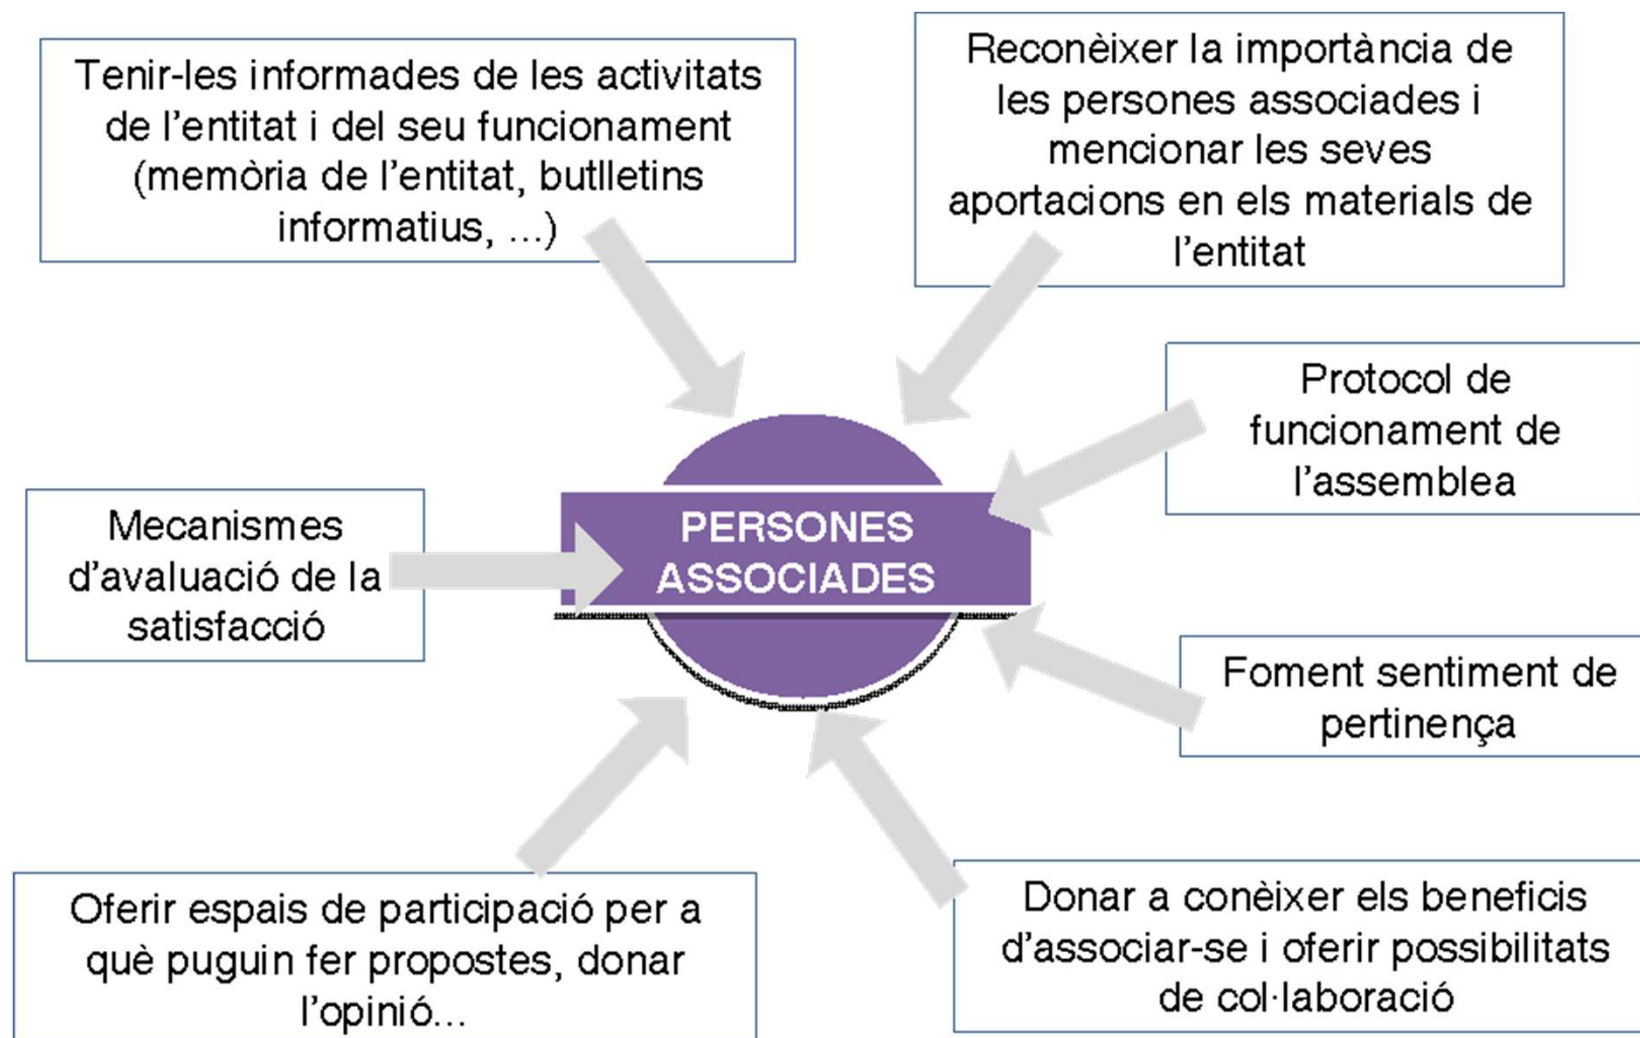 Tenir-les informades de les activitats
de l'entitat i del seu funcionament
(memòria de l'entitat, butlletins
informatius, ...)
Reconèixer la importància de
les persones associades i
mencionar les seves
aportacions en els materials de
l'entitat
Protocol de
funcionament de
l'assemblea
Mecanismes
d'avaluació de la
satisfacció
PERSONES
ASSOCIADES
Foment sentiment de
pertinença
Oferir espais de participació per a
què puguin fer propostes, donar
l'opinió...
Donar a conèixer els beneficis
d'associar-se i oferir possibilitats
de col·laboració